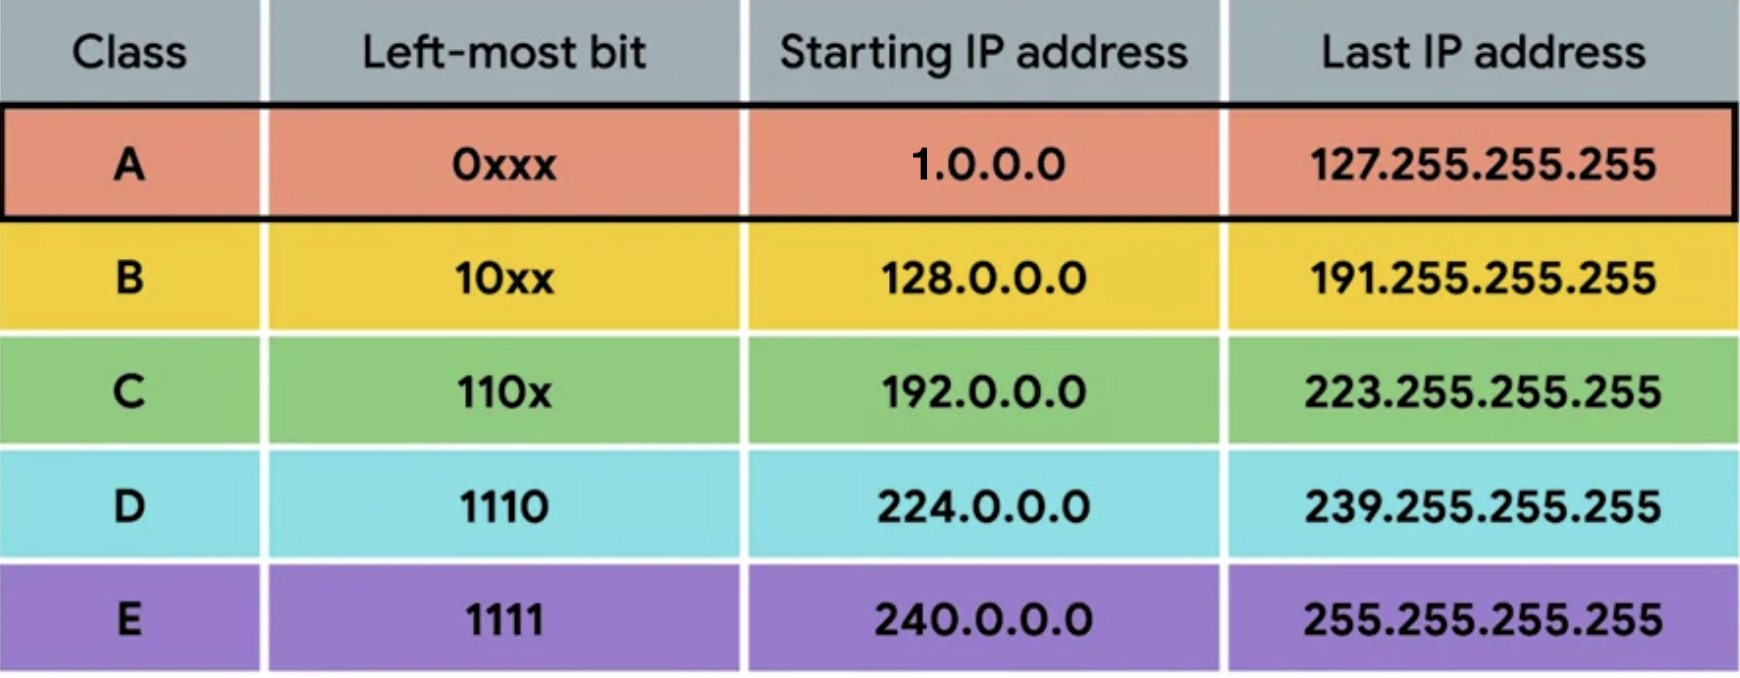 Class Left-most bit Starting IP address Last IP address
A 0xxx 1.0.0.0 127.255.255.255
B 10xx 128.0.0.0 191.255.255.255
C 110x 192.0.0.0 223.255.255.255
D 1110 224.0.0.0 239.255.255.255
E 1111 240.0.0.0 255.255.255.255